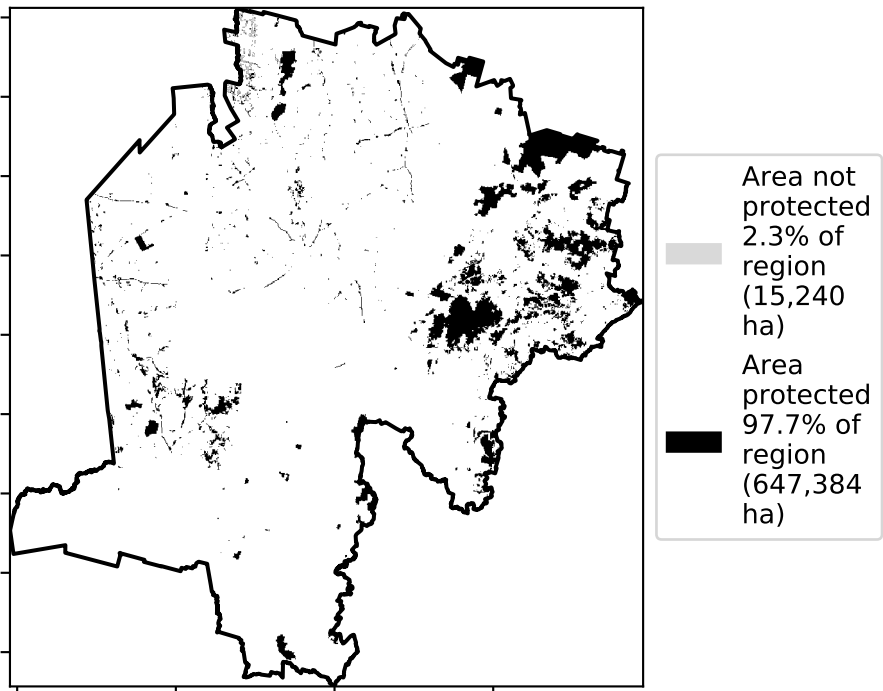 Area not
protected
2.3% of
region
(15,240
ha)
Area
protected
97.7% of
region
(647,384
ha)